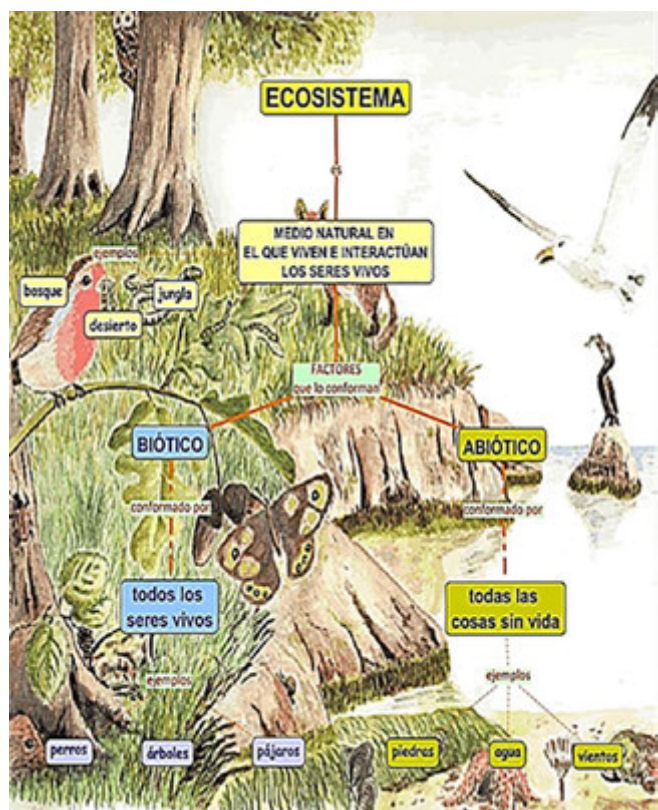 ECOSISTEMA
es
MEDIO NATURAL EN
EL QUE VIVEN E INTERACTÚAN
LOS SERES VIVOS
ejemplos
bosque
jungla
desierto
FACTORES
que lo conforman
BIÓTICO
ABIÓTICO
conformado por
conformado por
todos los
seres vivos
todas las
cosas sin vida
ejemplos
ejemplos
perros
árboles
pájaros
piedras
agua
vientos